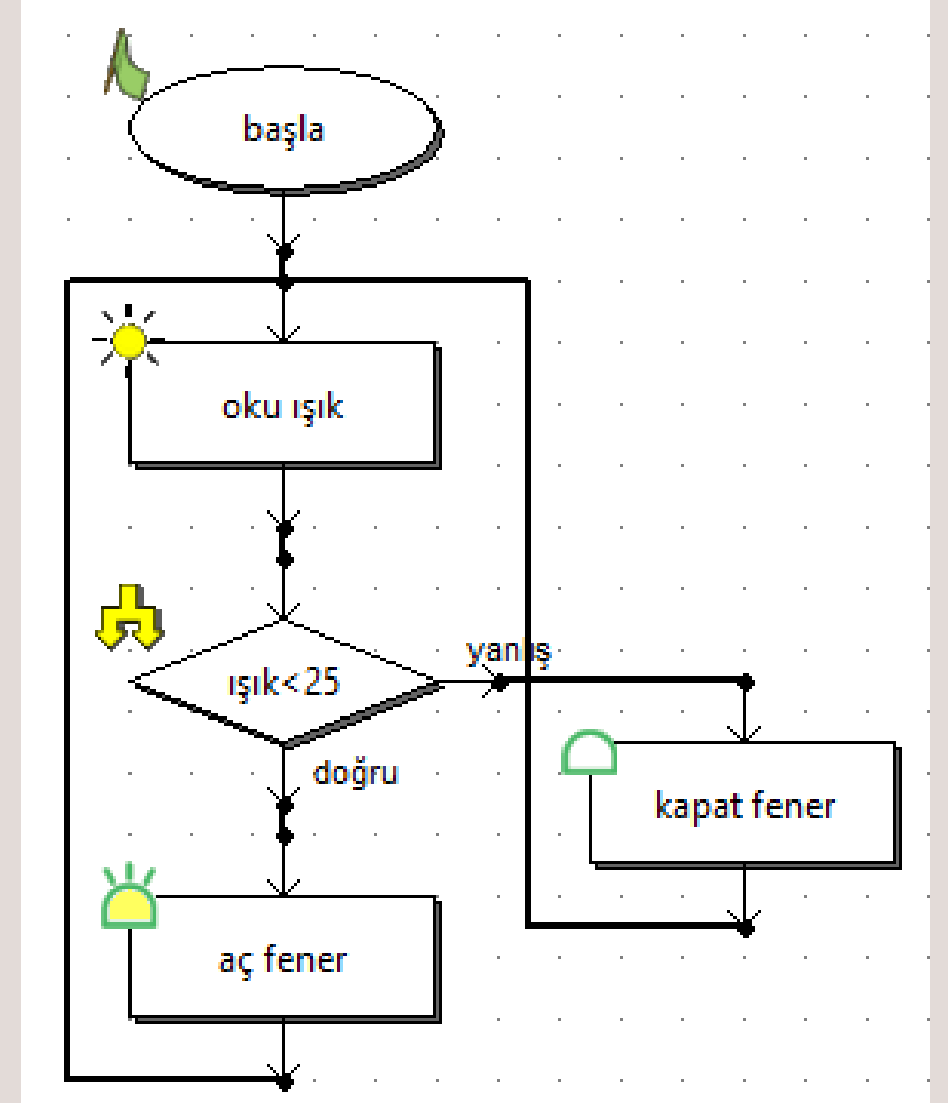 başla
oku ışık
ışık<25
yanlış
doğru
kapat fener
aç fener